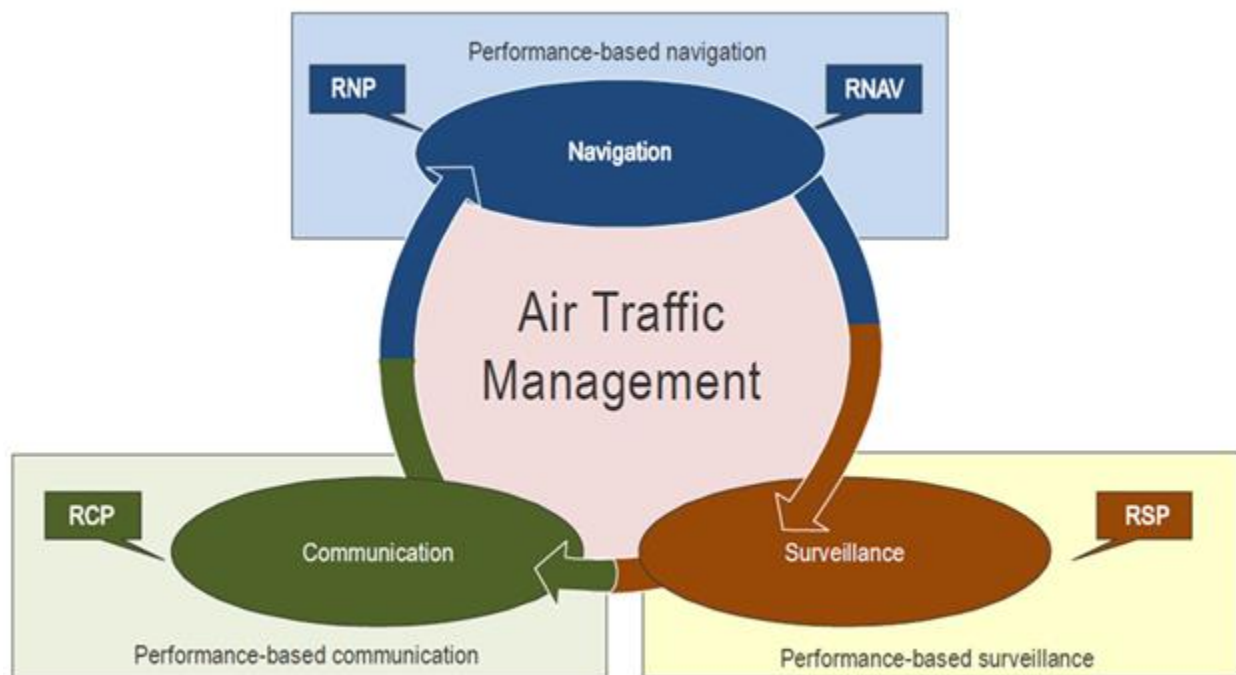 Performance-based navigation
RNP
RNAV
Navigation
Air Traffic
Management
RCP
RSP
Communication
Surveillance
Performance-based communication
Performance-based surveillance